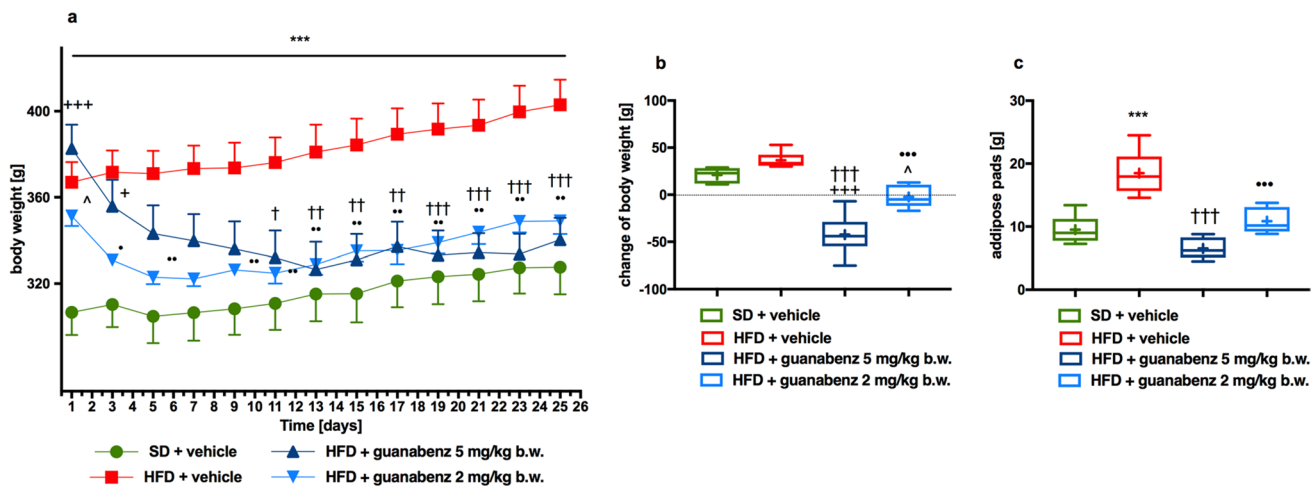 a
***
+++
400
360
320
body weight [g]
^
+
•
••
••
••
†
††
••
††
••
††
••
†††
••
†††
••
†††
••
†††
••
1 2 3 4 5 6 7 8 9 10 11 12 13 14 15 16 17 18 19 20 21 22 23 24 25 26
Time [days]
SD + vehicle
HFD + guanabenz 5 mg/kg b.w.
HFD + vehicle
HFD + guanabenz 2 mg/kg b.w.
b
100
50
0
-50
-100
change of body weight [g]
†††
+++
•••
^
SD + vehicle
HFD + vehicle
HFD + guanabenz 5 mg/kg b.w.
HFD + guanabenz 2 mg/kg b.w.
c
30
20
10
0
addipose pads [g]
***
†††
•••
SD + vehicle
HFD + vehicle
HFD + guanabenz 5 mg/kg b.w.
HFD + guanabenz 2 mg/kg b.w.